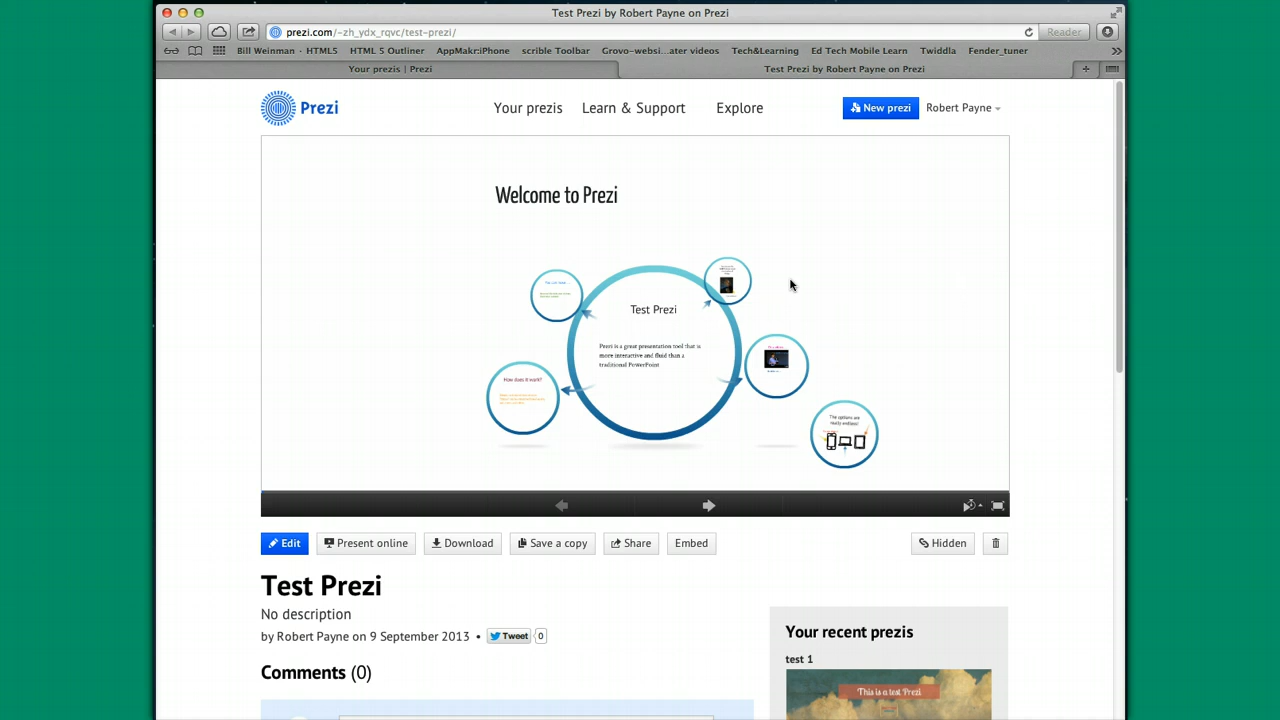 Test Prezi by Robert Payne on Prezi
prezi.com/-zh_ydx_rqvc/test-prezi/
Reader
Bill Weinman - HTML5
HTML 5 Outliner
AppMakr:iPhone
scrible Toolbar
Grovo-websi...ater videos
Tech&Learning
Ed Tech Mobile Learn
Twiddla
Fender_tuner
Your prezis | Prezi
Test Prezi by Robert Payne on Prezi
Prezi
Your prezis
Learn & Support
Explore
New prezi
Robert Payne
Welcome to Prezi
Test Prezi
Prezi is a great presentation tool that is
more interactive and fluid than a
traditional PowerPoint
How does it work?
The options are
really endless!
Edit
Present online
Download
Save a copy
Share
Embed
Hidden
Test Prezi
No description
by Robert Payne on 9 September 2013 •
Tweet
0
Your recent prezis
test 1
This is a test Prezi
Comments (0)